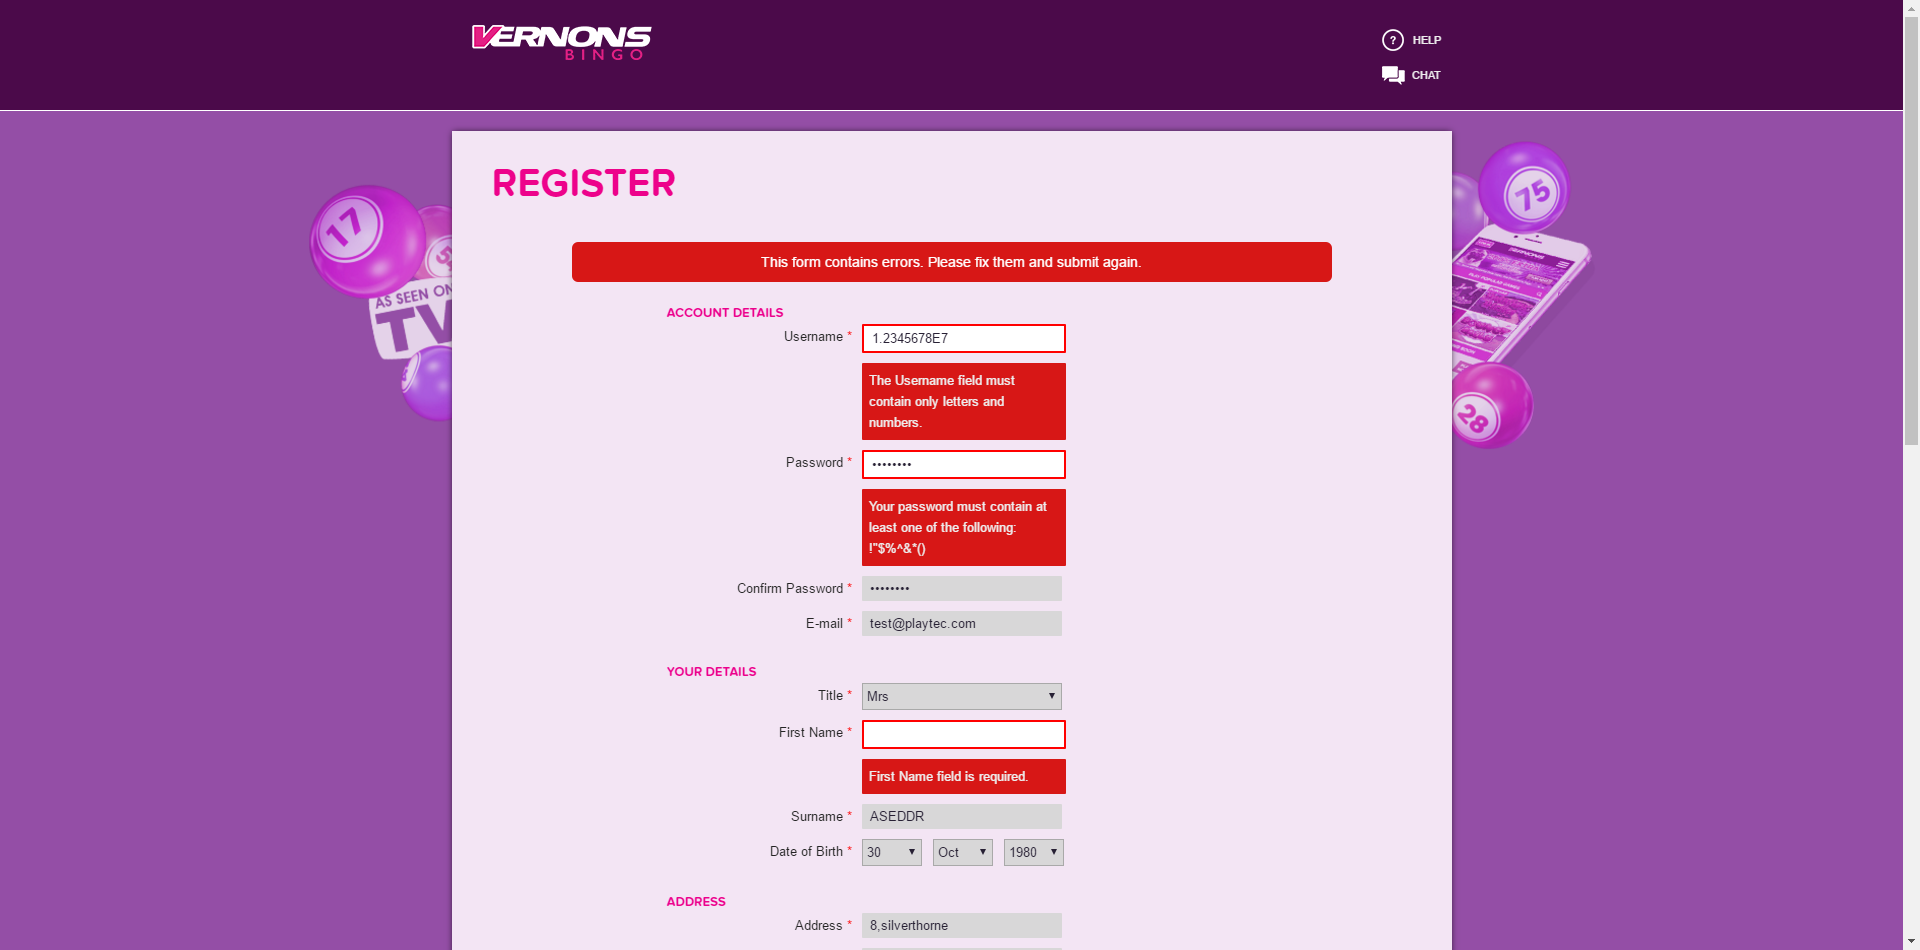 VERNONS
BINGO
? HELP
CHAT
REGISTER
17
75
AS SEEN ON
TV
28
This form contains errors. Please fix them and submit again.
ACCOUNT DETAILS
Username * 1.2345678E7
The Username field must
contain only letters and
numbers.
Password * ••••••••
Your password must contain at
least one of the following:
!"$%^&*()
Confirm Password * ••••••••
E-mail * test@playtec.com
YOUR DETAILS
Title * Mrs
First Name *
First Name field is required.
Surname * ASEDDR
Date of Birth * 30 Oct 1980
ADDRESS
Address * 8,silverthorne